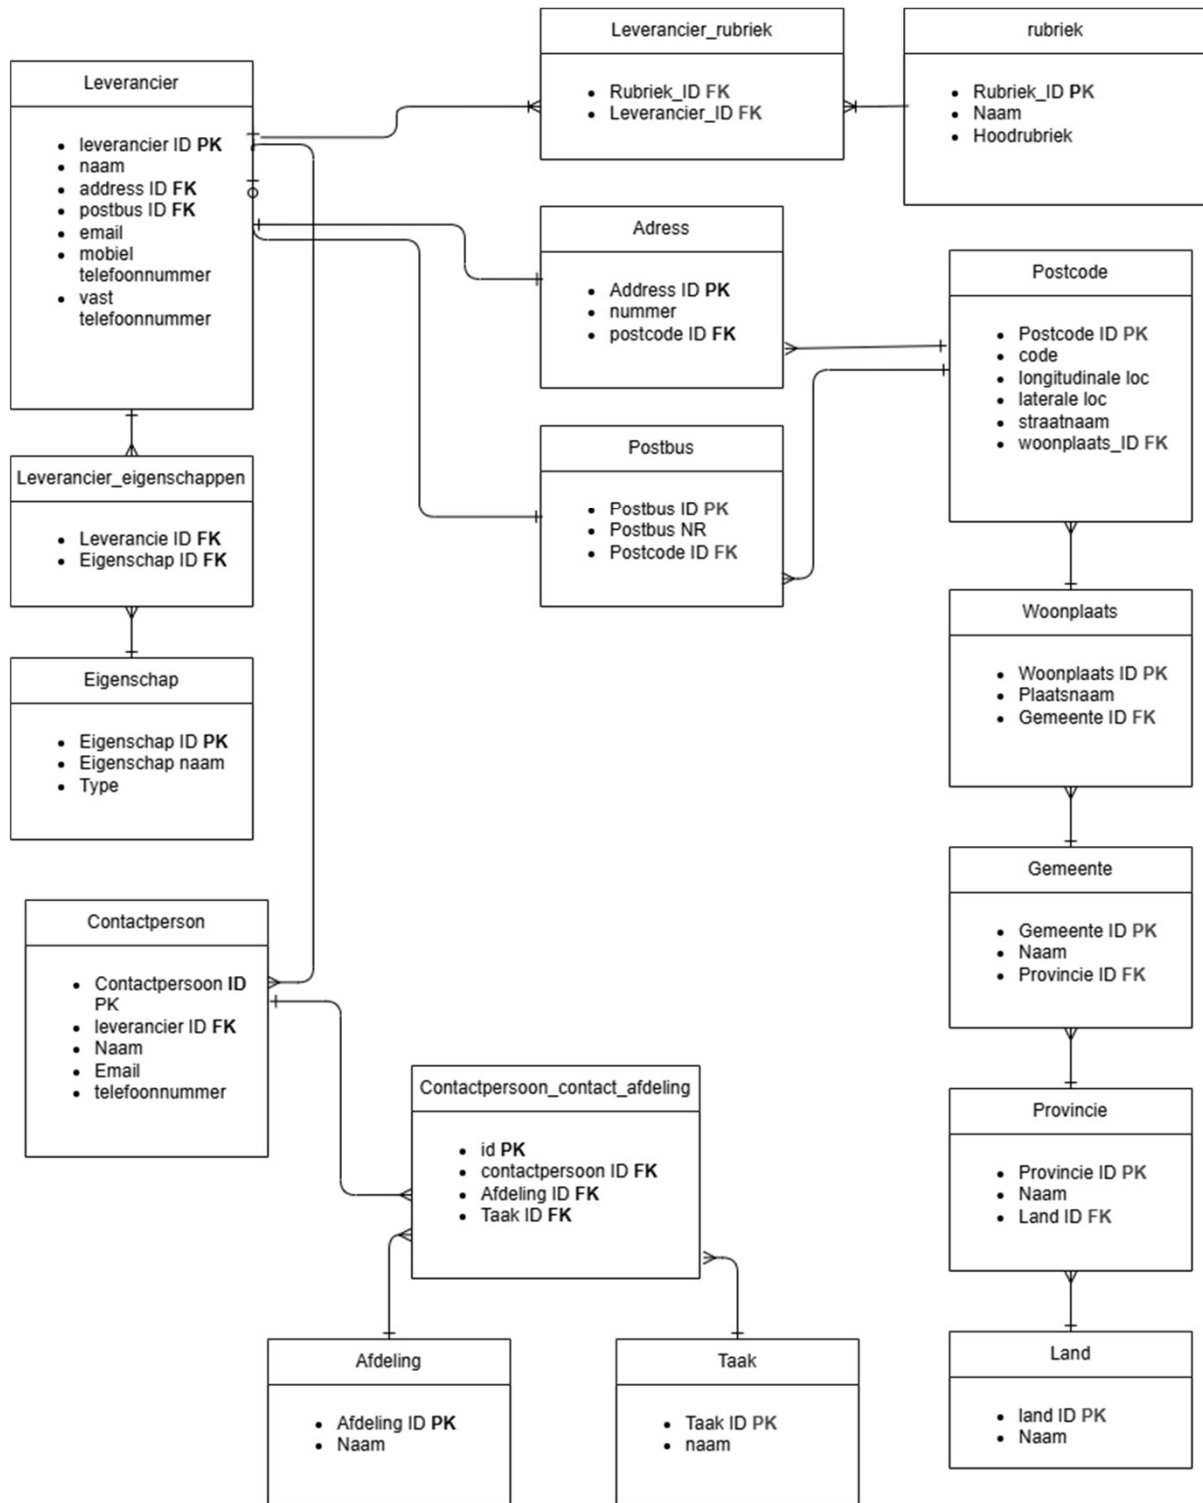 Leverancier
leverancier ID PK
naam
address ID FK
postbus ID FK
email
mobiel
telefoonnummer
vast
telefoonnummer
Leverancier_rubriek
Rubriek_ID FK
Leverancier_ID FK
rubriek
Rubriek_ID PK
Naam
Hoodrubriek
Adress
Address ID PK
nummer
postcode ID FK
Postcode
Postcode ID PK
code
longitudinale loc
laterale loc
straatnaam
woonplaats_ID FK
Postbus
Postbus ID PK
Postbus NR
Postcode ID FK
Leverancier_eigenschappen
Leverancie ID FK
Eigenschap ID FK
Eigenschap
Eigenschap ID PK
Eigenschap naam
Type
Woonplaats
Woonplaats ID PK
Plaatsnaam
Gemeente ID FK
Gemeente
Gemeente ID PK
Naam
Provincie ID FK
Contactperson
Contactpersoon ID
PK
leverancier ID FK
Naam
Email
telefoonnummer
Contactpersoon_contact_afdeling
id PK
contactpersoon ID FK
Afdeling ID FK
Taak ID FK
Provincie
Provincie ID PK
Naam
Land ID FK
Afdeling
Afdeling ID PK
Naam
Taak
Taak ID PK
naam
Land
land ID PK
Naam